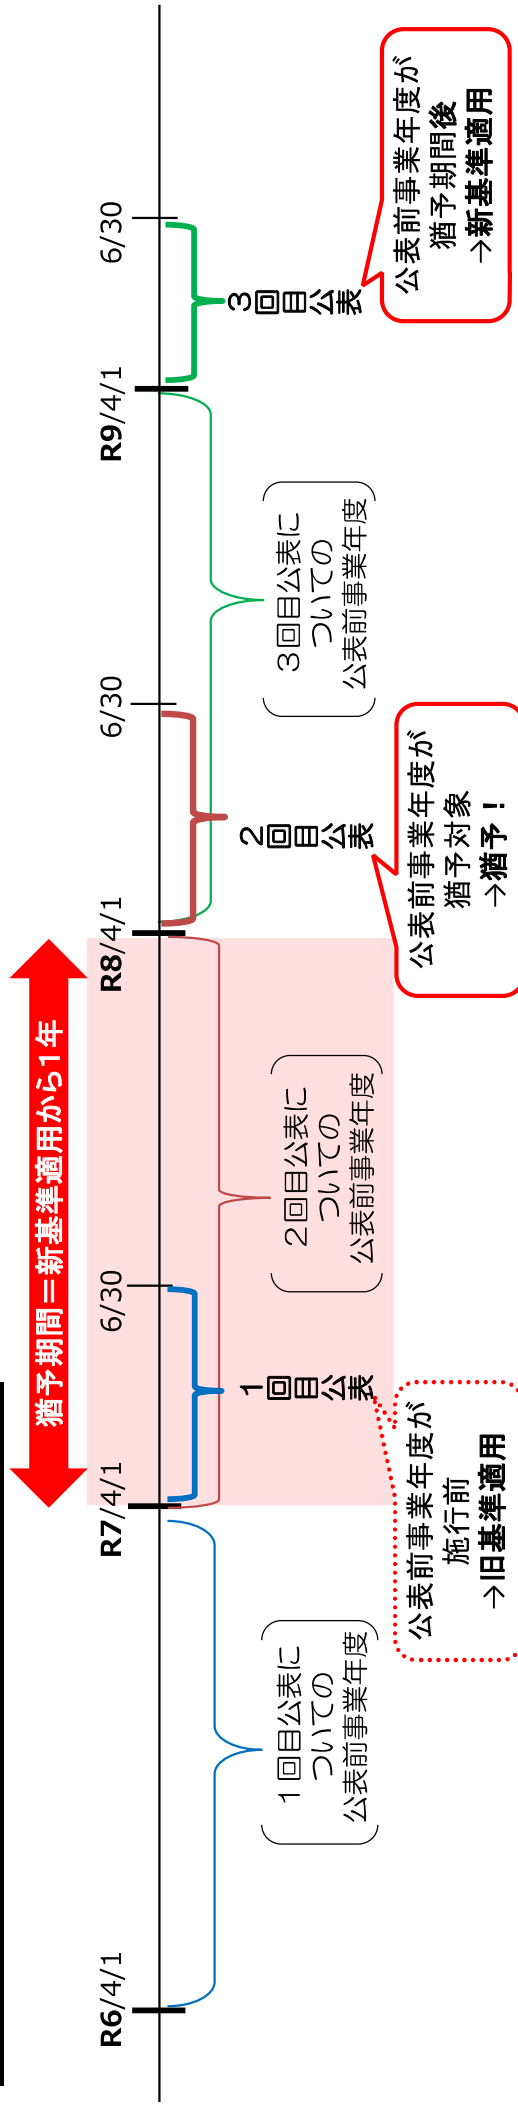 猶予期間＝新基準適用から1年
R6/4/1
R7/4/1
6/30
R8/4/1
6/30
R9/4/1
6/30
1回目公表
2回目公表
3回目公表
1回目公表に
ついての
公表前事業年度
2回目公表に
ついての
公表前事業年度
3回目公表に
ついての
公表前事業年度
公表前事業年度が
施行前
→旧基準適用
公表前事業年度が
猶予対象
→猶予！
公表前事業年度が
猶予期間後
→新基準適用